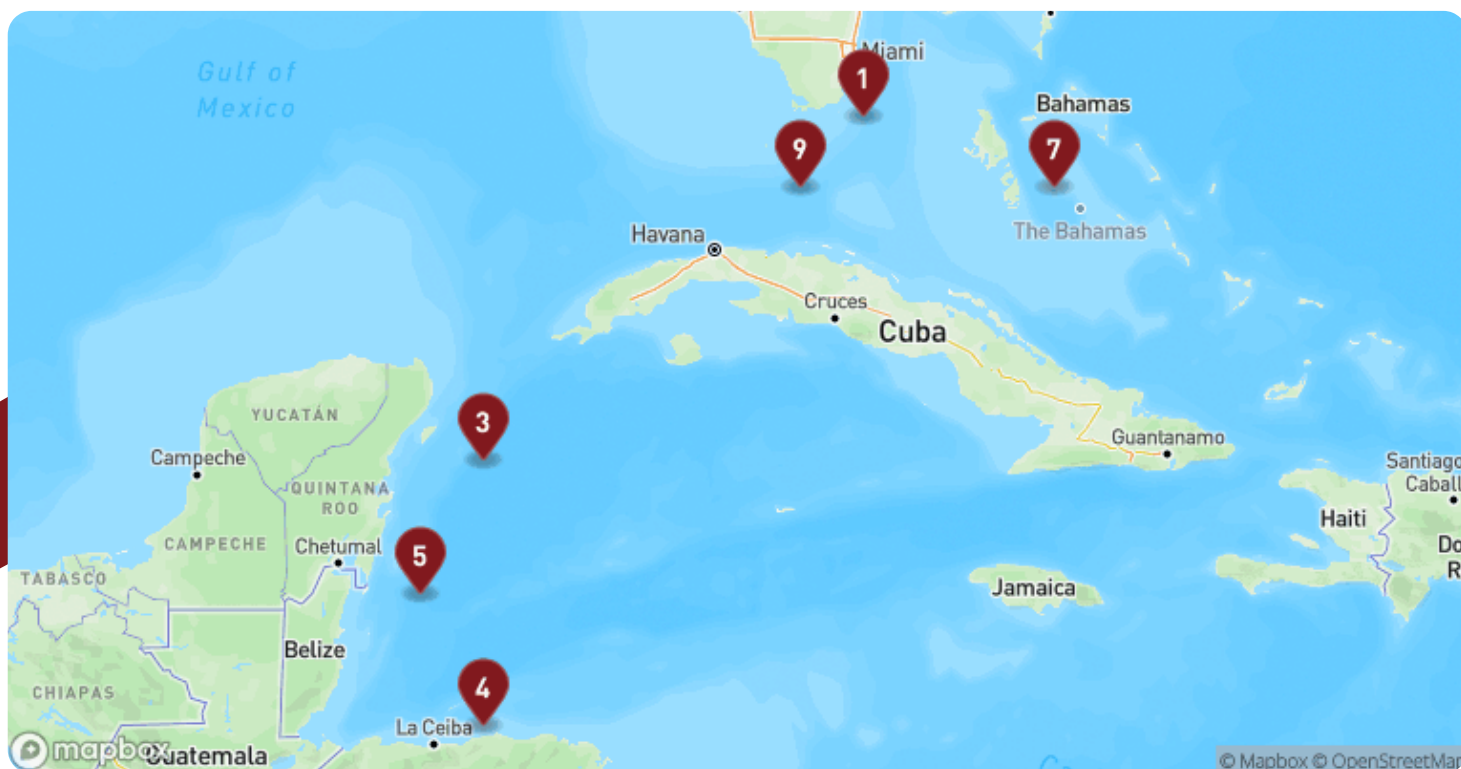 Gulf of
Mexico
Miami
1
Bahamas
9
7
The Bahamas
Havana
Cruces
Cuba
YUCATÁN
3
Campeche
Guantanamo
Santiago
Caball
QUINTANA
ROO
Haiti
CAMPECHE
Chetumal
5
Do
R
TABASCO
Jamaica
Belize
CHIAPAS
4
La Ceiba
mapbox
Guatemala
© Mapbox © OpenStreetMap